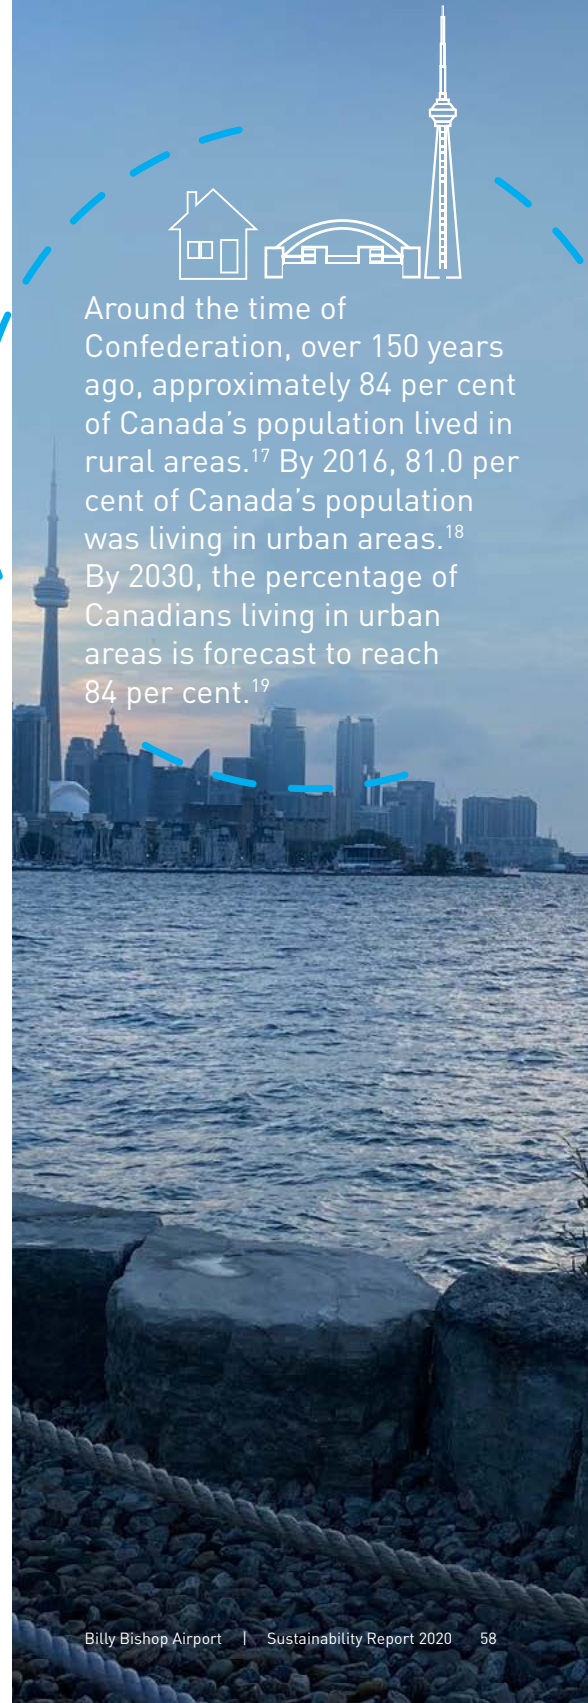 Around the time of
Confederation, over 150 years
ago, approximately 84 per cent
of Canada’s population lived in
rural areas.17 By 2016, 81.0 per
cent of Canada’s population
was living in urban areas.18
By 2030, the percentage of
Canadians living in urban
areas is forecast to reach
84 per cent.19
Billy Bishop Airport | Sustainability Report 2020 58